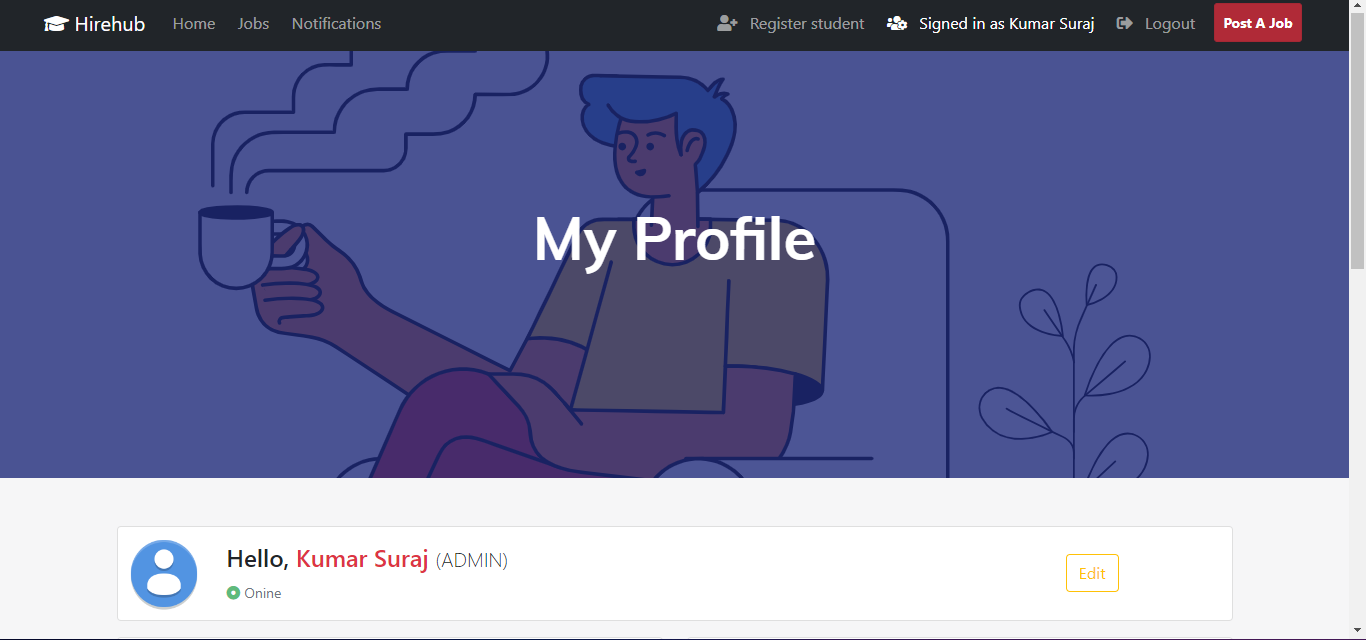 Hirehub Home Jobs Notifications Register student Signed in as Kumar Suraj Logout Post A Job
My Profile
Hello, Kumar Suraj (ADMIN)
Onine
Edit